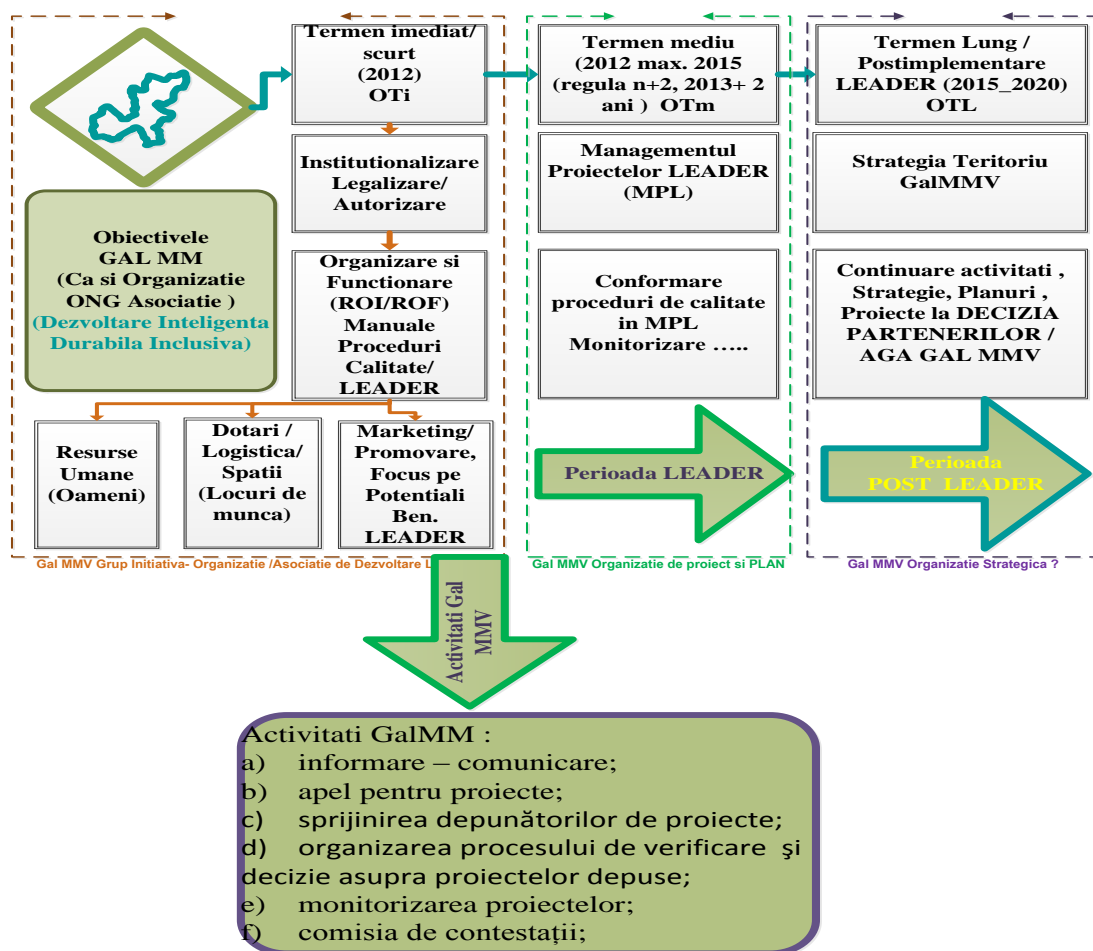 Termen imediat/
scurt
(2012)
OTi
Termen mediu
(2012 max. 2015
(regula n+2, 2013+ 2
ani ) OTm
Termen Lung /
Postimplementare
LEADER (2015_2020)
OTL
Institutionalizare
Legalizare/
Autorizare
Managementul
Proiectelor LEADER
(MPL)
Strategia Teritoriu
GalMMV
Obiectivele
GAL MM
(Ca si Organizatie
ONG Asociatie )
(Dezvoltare Inteligenta
Durabila Inclusiva)
Organizare si
Functionare
(ROI/ROF)
Manuale
Proceduri
Calitate/
LEADER
Conformare
proceduri de calitate
in MPL
Monitorizare …..
Continuare activitati ,
Strategie, Planuri ,
Proiecte la DECIZIA
PARTENERILOR /
AGA GAL MMV
Resurse
Umane
(Oameni)
Dotari /
Logistica/
Spatii
(Locuri de
munca)
Marketing/
Promovare,
Focus pe
Potentiali
Ben.
LEADER
Perioada LEADER
Perioada
POST LEADER
Gal MMV Grup Initiativa- Organizatie /Asociatie de Dezvoltare L
Gal MMV Organizatie de proiect si PLAN
Gal MMV Organizatie Strategica ?
Activitati Gal
MMV
Activitati GalMM :
a) informare – comunicare;
b) apel pentru proiecte;
c) sprijinirea depunătorilor de proiecte;
d) organizarea procesului de verificare şi
decizie asupra proiectelor depuse;
e) monitorizarea proiectelor;
f) comisia de contestații;